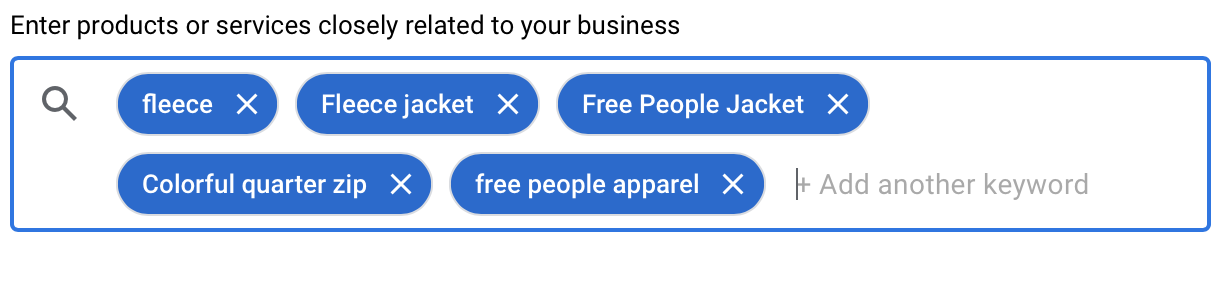 Enter products or services closely related to your business
fleece Fleece jacket Free People Jacket
Colorful quarter zip free people apparel + Add another keyword